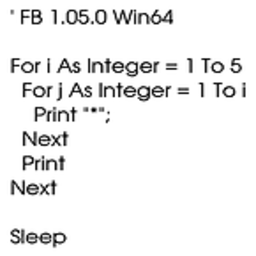 ' FB 1.05.0 Win64

For i As Integer = 1 To 5
  For j As Integer = 1 To i
    Print "*";
  Next
  Print
Next

Sleep